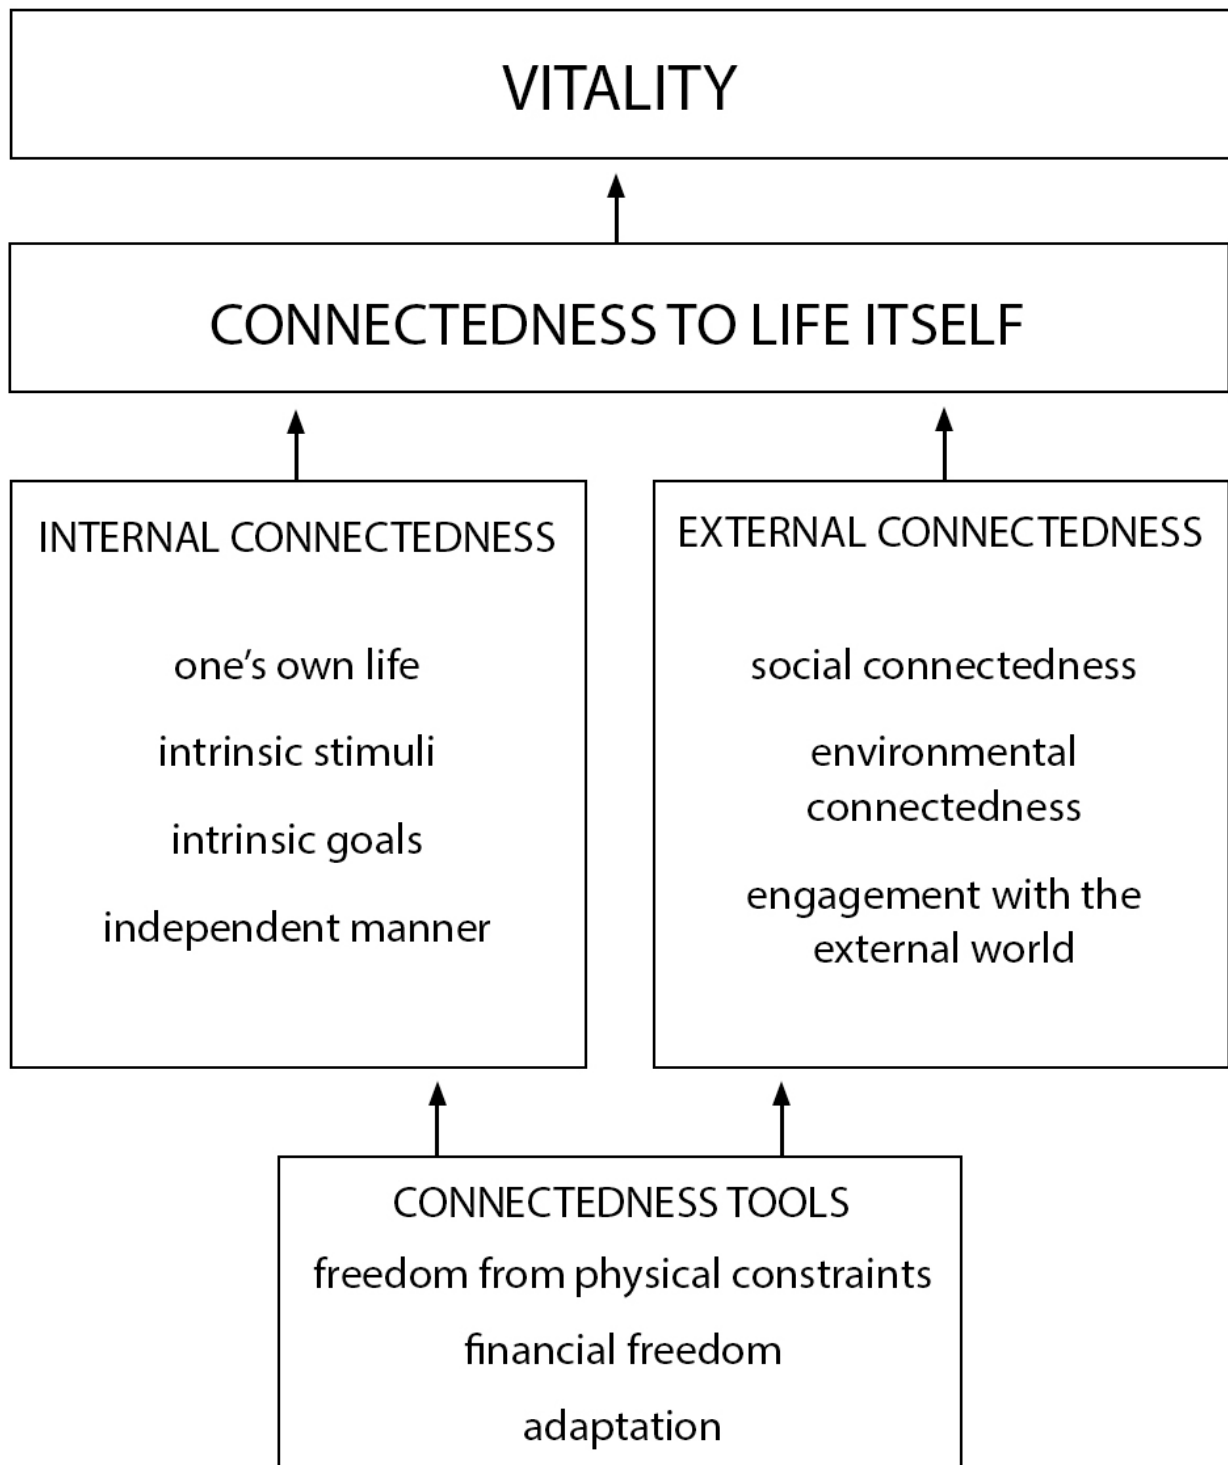 VITALITY
CONNECTEDNESS TO LIFE ITSELF
INTERNAL CONNECTEDNESS
one’s own life
intrinsic stimuli
intrinsic goals
independent manner
EXTERNAL CONNECTEDNESS
social connectedness
environmental
connectedness
engagement with the
external world
CONNECTEDNESS TOOLS
freedom from physical constraints
financial freedom
adaptation